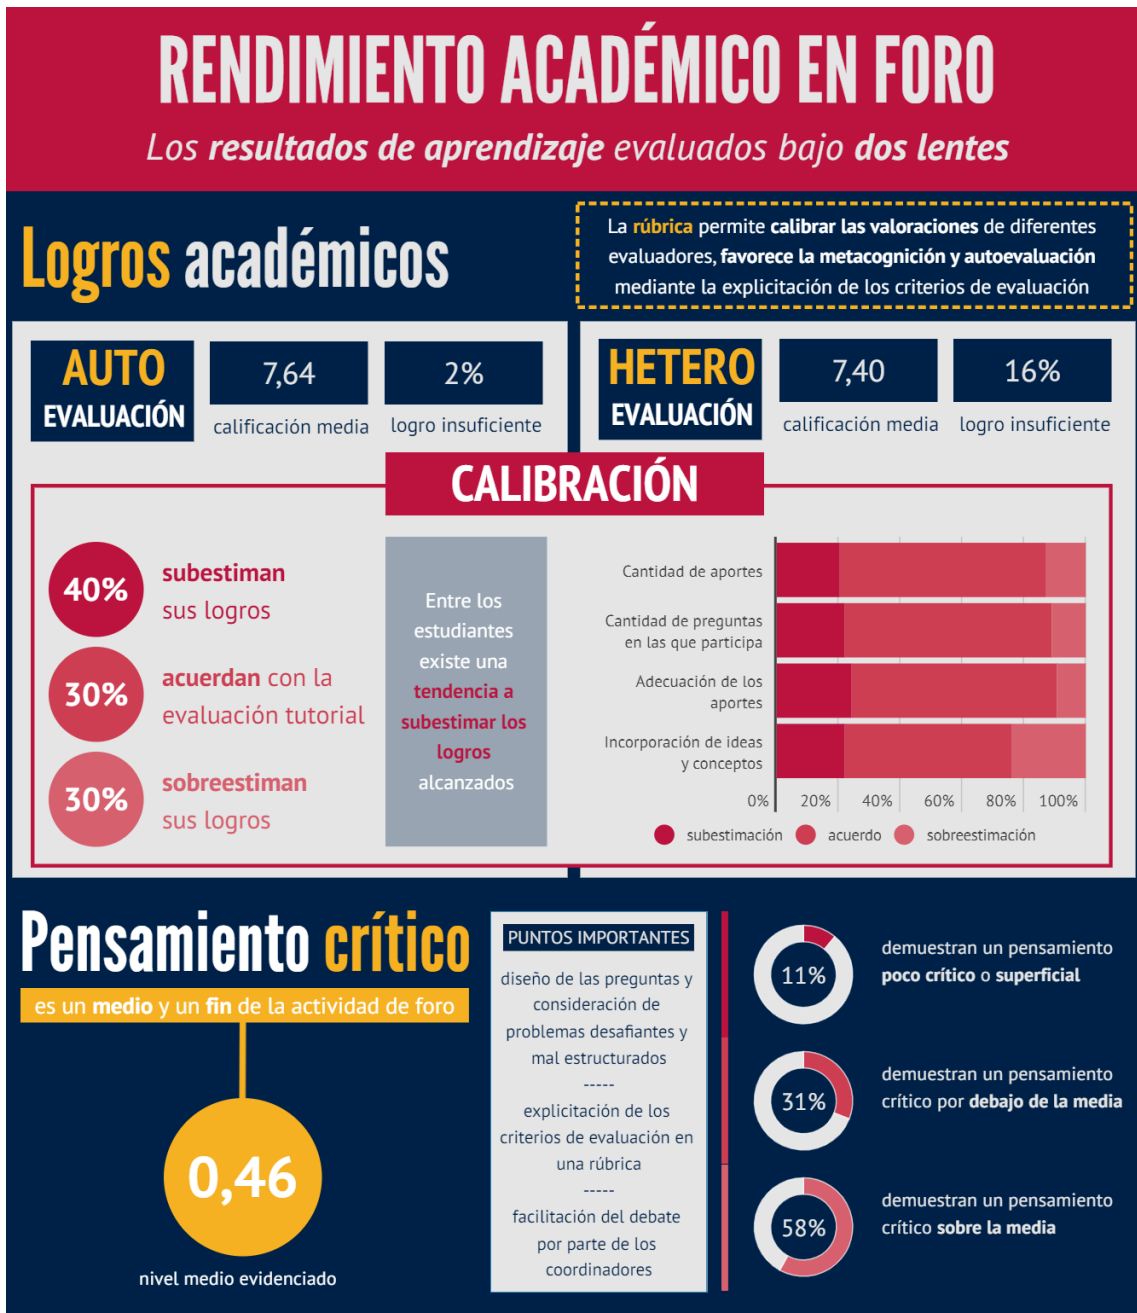 RENDIMIENTO ACADÉMICO EN FORO
Los resultados de aprendizaje evaluados bajo dos lentes
Logros académicos
La rúbrica permite calibrar las valoraciones de diferentes
evaluadores, favorece la metacognición y autoevaluación
mediante la explicitación de los criterios de evaluación
AUTO
EVALUACIÓN
7,64
calificación media
2%
logro insuficiente
HETERO
EVALUACIÓN
7,40
calificación media
16%
logro insuficiente
CALIBRACIÓN
40%
subestiman
sus logros
30%
acuerdan con la
evaluación tutorial
30%
sobreestiman
sus logros
Entre los
estudiantes
existe una
tendencia a
subestimar los
logros
alcanzados
Cantidad de aportes
Cantidad de preguntas
en las que participa
Adecuación de los
aportes
Incorporación de ideas
y conceptos
0% 20% 40% 60% 80% 100%
subestimación acuerdo sobreestimación
Pensamiento crítico
es un medio y un fin de la actividad de foro
0,46
nivel medio evidenciado
PUNTOS IMPORTANTES
diseño de las preguntas y
consideración de
problemas desafiantes y
mal estructurados
-----
explicitación de los
criterios de evaluación en
una rúbrica
-----
facilitación del debate
por parte de los
coordinadores
11%
demuestran un pensamiento
poco crítico o superficial
31%
demuestran un pensamiento
crítico por debajo de la media
58%
demuestran un pensamiento
crítico sobre la media